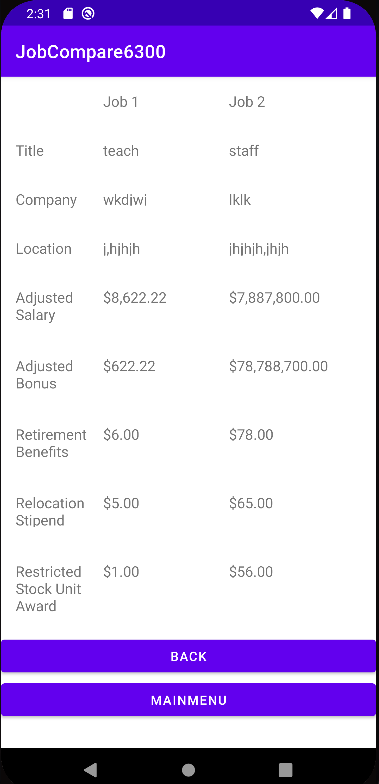 2:31
JobCompare6300
Job 1 Job 2
Title teach staff
Company wkdjwj lklk
Location j,hjhjh jhjhjh,jhjh
Adjusted Salary $8,622.22 $7,887,800.00
Adjusted Bonus $622.22 $78,788,700.00
Retirement Benefits $6.00 $78.00
Relocation Stipend $5.00 $65.00
Restricted Stock Unit Award $1.00 $56.00
BACK
MAINMENU